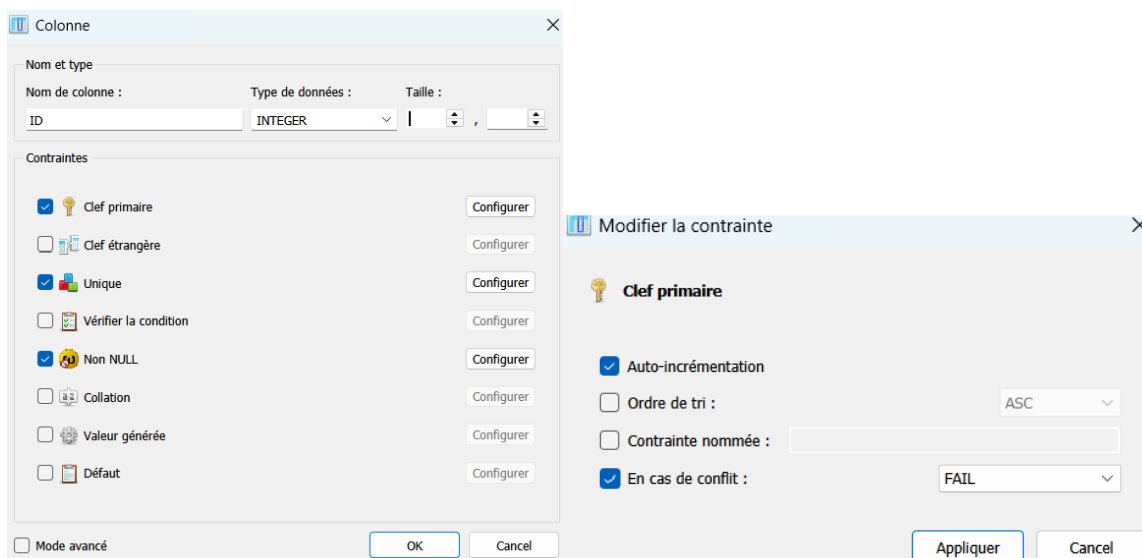 Colonne
Nom et type
Nom de colonne : Type de données : Taille :
ID INTEGER ,
Contraintes
Clef primaire Configurer
Clef étrangère Configurer
Unique Configurer
Vérifier la condition Configurer
Non NULL Configurer
Collation Configurer
Valeur générée Configurer
Défaut Configurer
Mode avancé OK Cancel
Modifier la contrainte
Clef primaire
Auto-incrémentation
Ordre de tri : ASC
Contrainte nommée :
En cas de conflit : FAIL
Appliquer Cancel